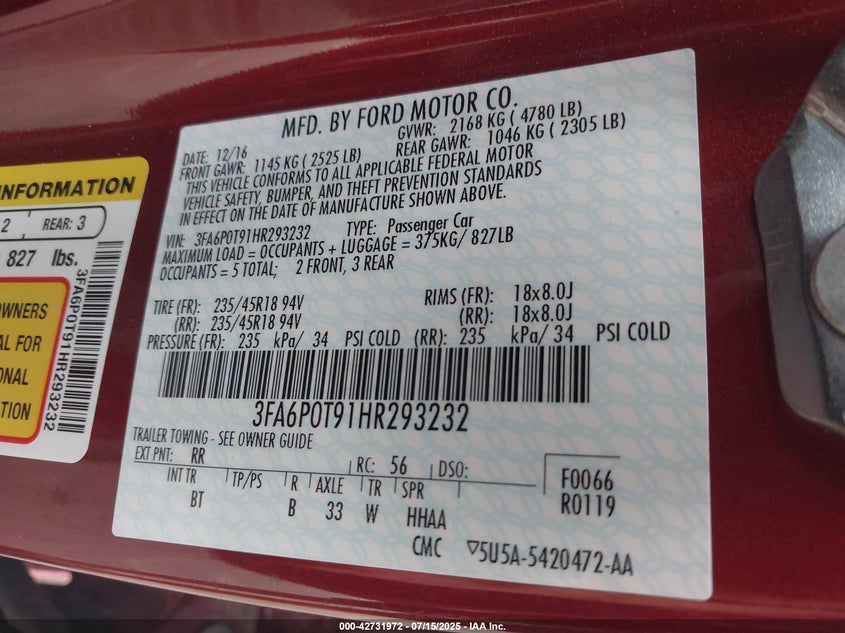 INFORMATION
2 REAR: 3
827 lbs.
OWNERS
AL FOR
ONAL
TION
3FA6P0T91HR293232
MFD. BY FORD MOTOR CO.
DATE: 12/16 GVWR: 2168 KG ( 4780 LB)
FRONT GAWR: 1145 KG ( 2525 LB) REAR GAWR: 1046 KG ( 2305 LB)
THIS VEHICLE CONFORMS TO ALL APPLICABLE FEDERAL MOTOR
VEHICLE SAFETY, BUMPER, AND THEFT PREVENTION STANDARDS
IN EFFECT ON THE DATE OF MANUFACTURE SHOWN ABOVE.
VIN: 3FA6P0T91HR293232 TYPE: Passenger Car
MAXIMUM LOAD = OCCUPANTS + LUGGAGE = 375KG/ 827LB
OCCUPANTS = 5 TOTAL; 2 FRONT, 3 REAR
TIRE (FR): 235/45R18 94V RIMS (FR): 18x8.0J
(RR): 235/45R18 94V (RR): 18x8.0J
PRESSURE (FR): 235 kPa/ 34 PSI COLD (RR): 235 kPa/ 34 PSI COLD
3FA6P0T91HR293232
TRAILER TOWING - SEE OWNER GUIDE
EXT PNT: RR RC: 56 DSO: F0066
INT TR TP/PS R AXLE TR SPR R0119
BT B 33 W HHAA
CMC 5U5A-5420472-AA
000-42731972 - 07/15/2025 - IAA Inc.